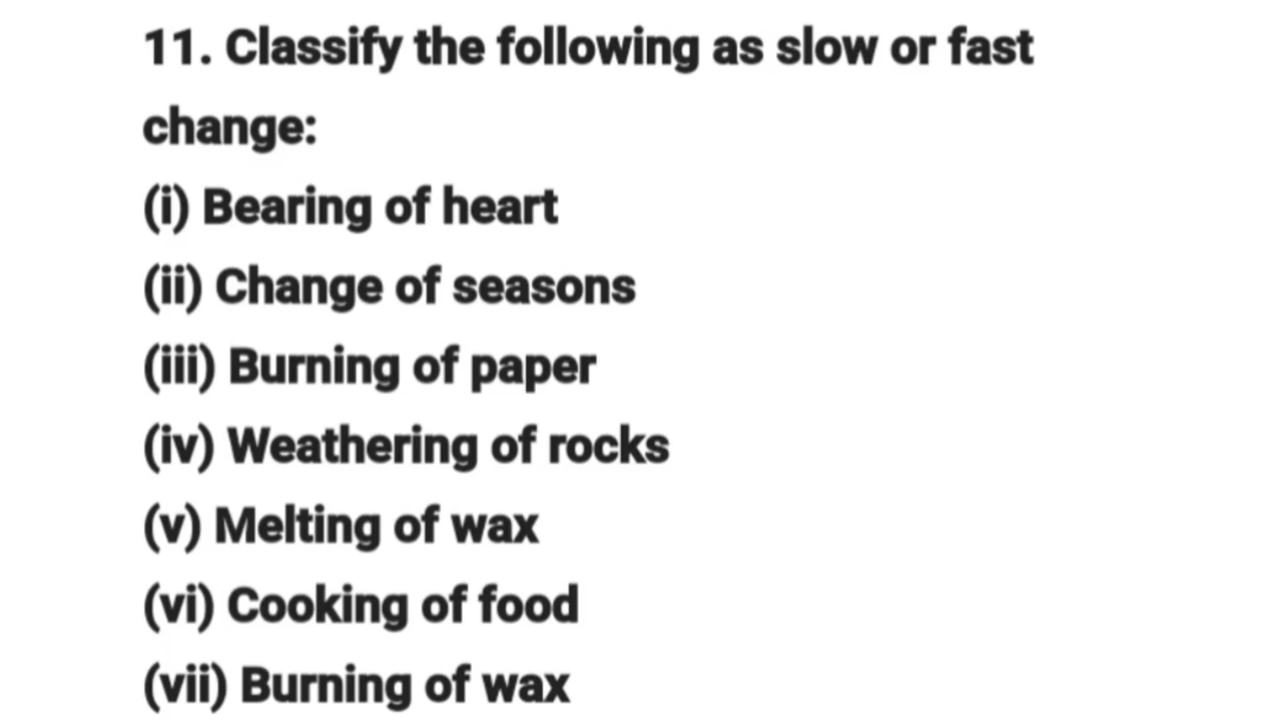 11. Classify the following as slow or fast
change:
(i) Bearing of heart
(ii) Change of seasons
(iii) Burning of paper
(iv) Weathering of rocks
(v) Melting of wax
(vi) Cooking of food
(vii) Burning of wax